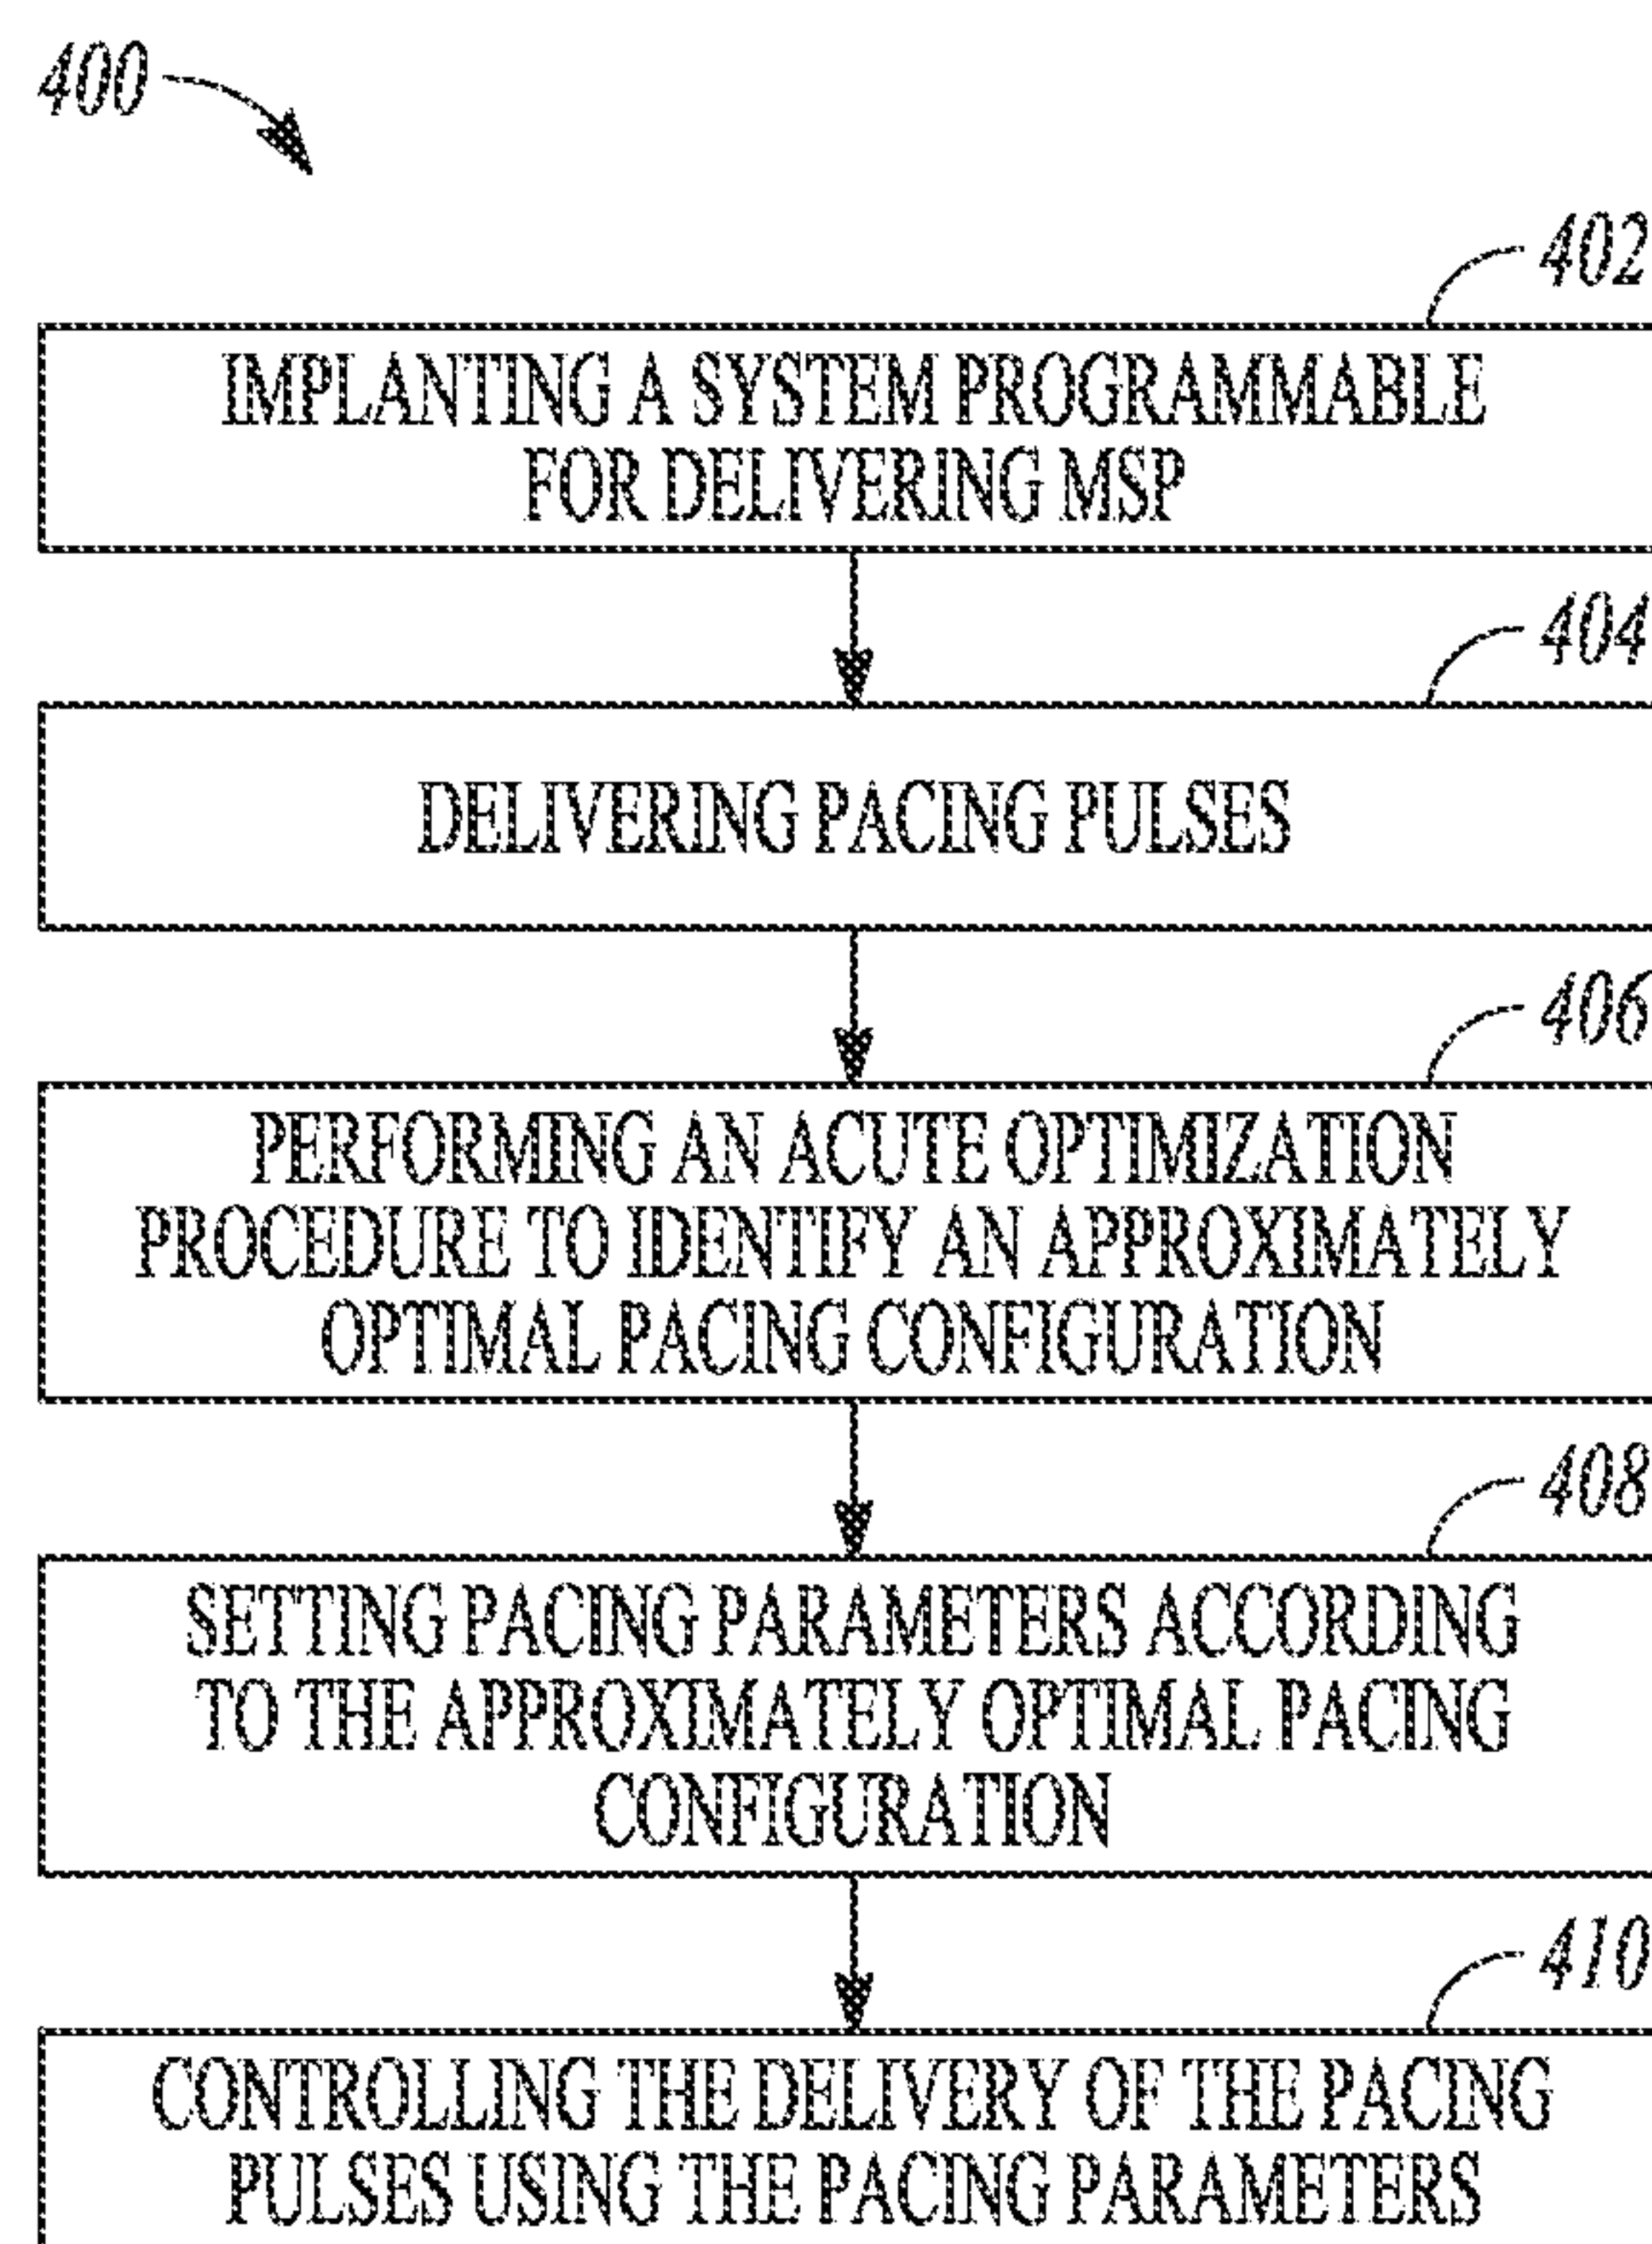 400
402
IMPLANTING A SYSTEM PROGRAMMABLE
FOR DELIVERING MSP
404
DELIVERING PACING PULSES
406
PERFORMING AN ACUTE OPTIMIZATION
PROCEDURE TO IDENTIFY AN APPROXIMATELY
OPTIMAL PACING CONFIGURATION
408
SETTING PACING PARAMETERS ACCORDING
TO THE APPROXIMATELY OPTIMAL PACING
CONFIGURATION
410
CONTROLLING THE DELIVERY OF THE PACING
PULSES USING THE PACING PARAMETERS